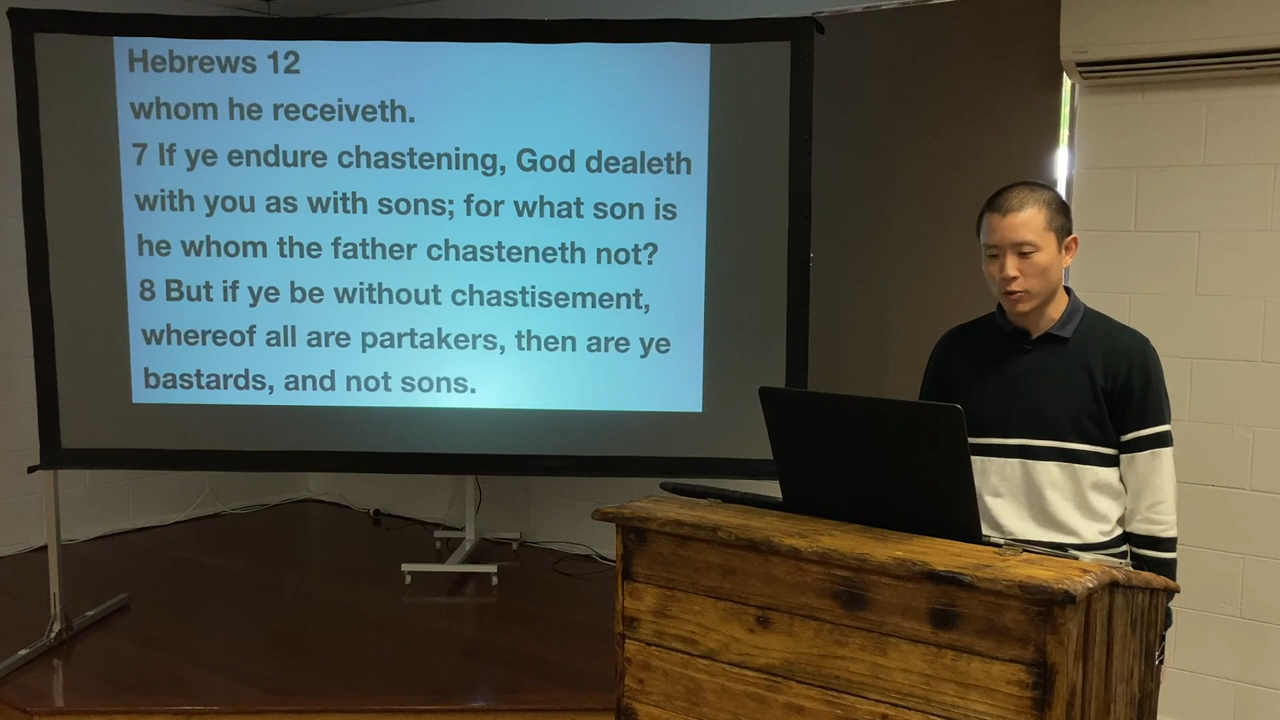 Hebrews 12
whom he receiveth.
7 If ye endure chastening, God dealeth
with you as with sons; for what son is
he whom the father chasteneth not?
8 But if ye be without chastisement,
whereof all are partakers, then are ye
bastards, and not sons.